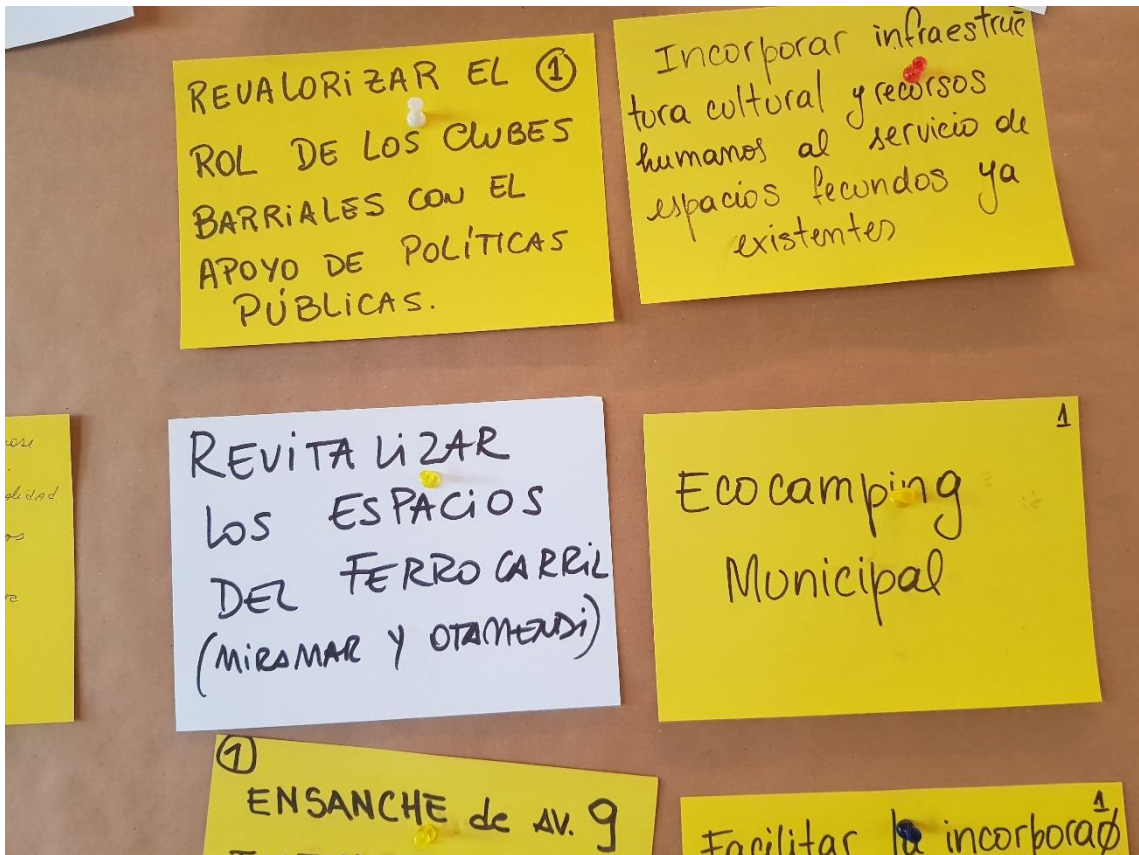 REVALORIZAR EL ①
ROL DE LOS CLUBES
BARRIALES CON EL
APOYO DE POLÍTICAS
PÚBLICAS.
Incorporar infraestruc
tura cultural y recursos
humanos al servicio de
espacios fecundos ya
existentes
REVITALIZAR
LOS ESPACIOS
DEL FERROCARRIL
(MIRAMAR Y OTAMENDI)
1
Ecocamping
Municipal
①
ENSANCHE de AV. 9
1
Facilitar la incorporac